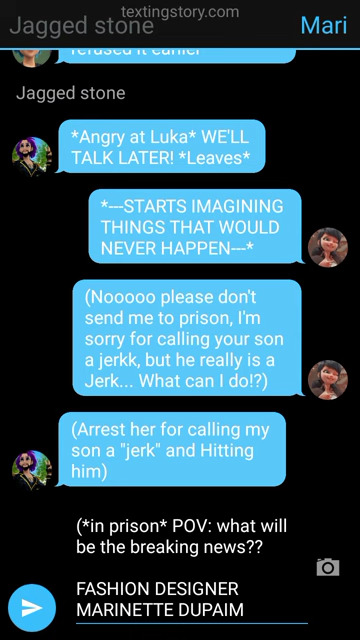 textingstory.com
Jagged stone
Mari
refused it earlier
Jagged stone
*Angry at Luka* WE'LL
TALK LATER! *Leaves*
*---STARTS IMAGINING
THINGS THAT WOULD
NEVER HAPPEN---*
(Nooooo please don't
send me to prison, I'm
sorry for calling your son
a jerkk, but he really is a
Jerk... What can I do!?)
(Arrest her for calling my
son a "jerk" and Hitting
him)
(*in prison* POV: what will
be the breaking news??
FASHION DESIGNER
MARINETTE DUPAIM